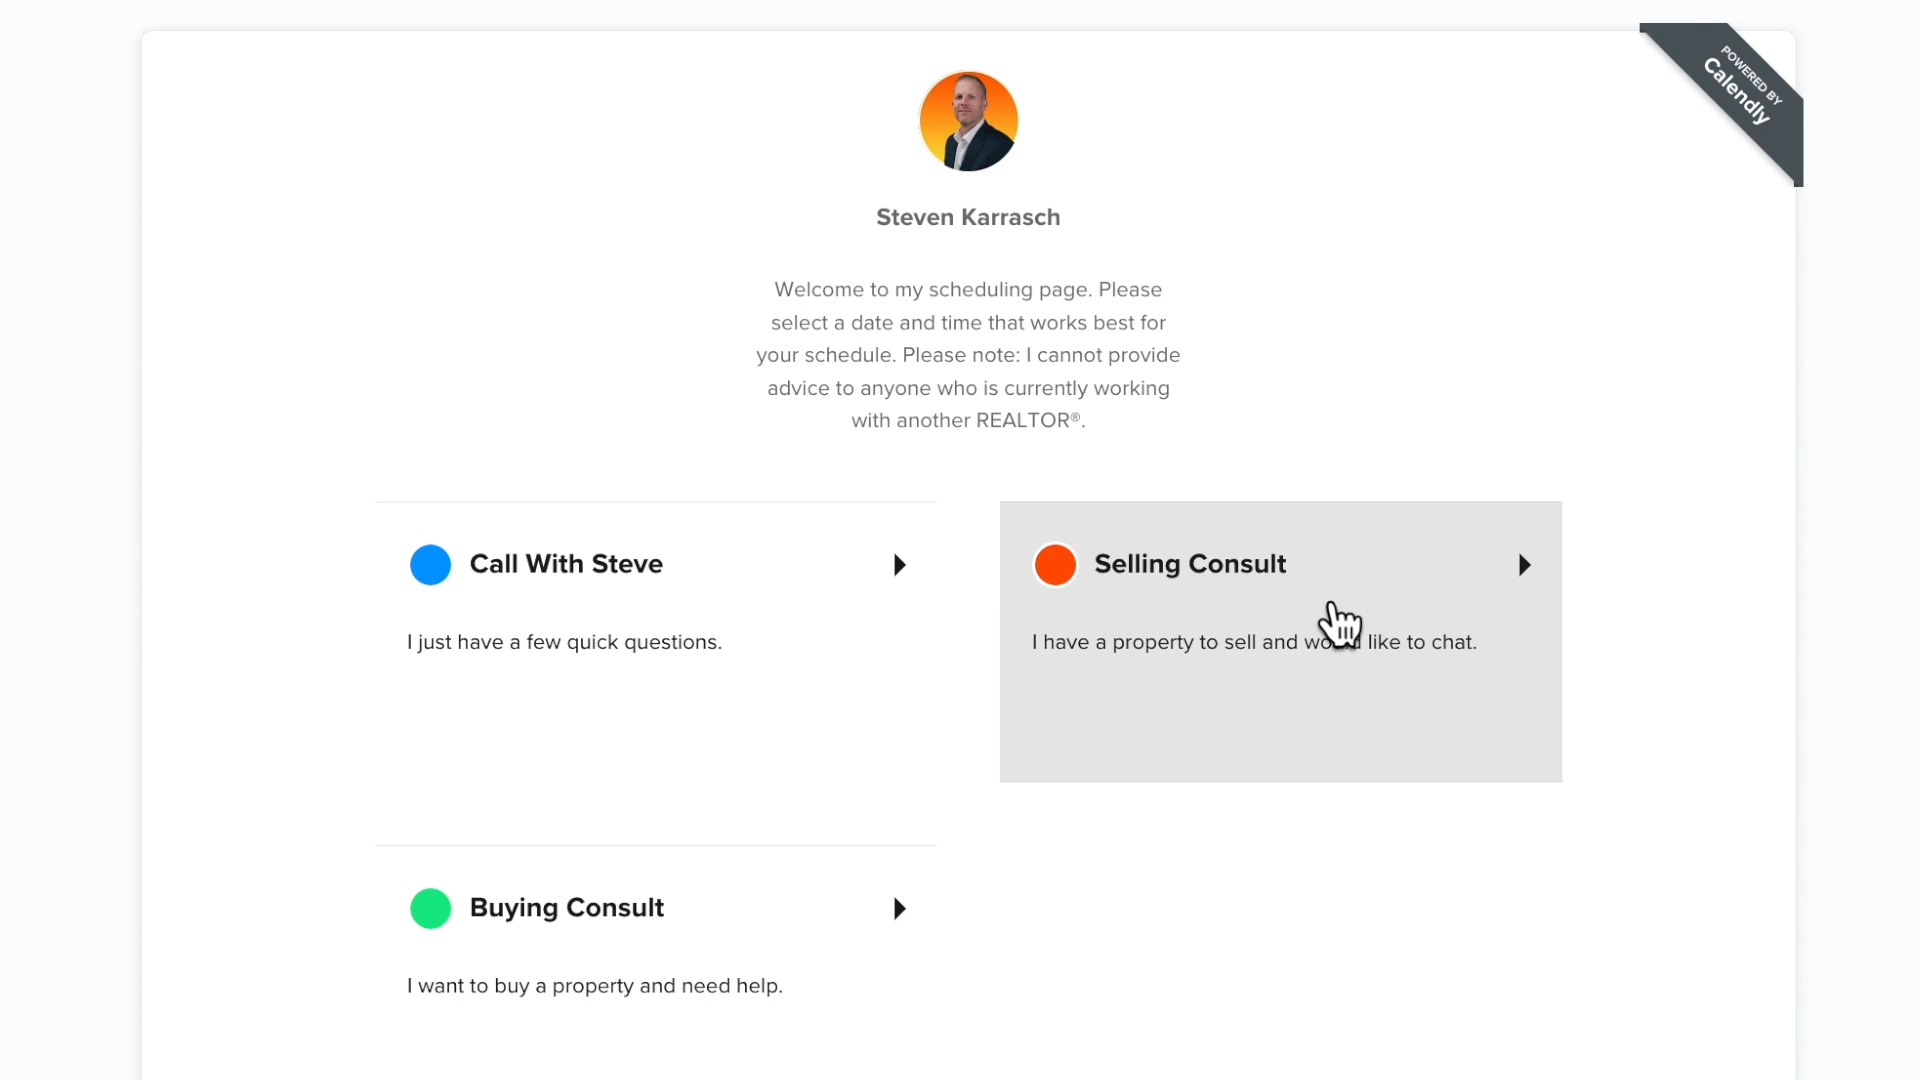 POWERED BY
Calendly
Steven Karrasch
Welcome to my scheduling page. Please
select a date and time that works best for
your schedule. Please note: I cannot provide
advice to anyone who is currently working
with another REALTOR®.
Call With Steve
I just have a few quick questions.
Selling Consult
I have a property to sell and would like to chat.
Buying Consult
I want to buy a property and need help.